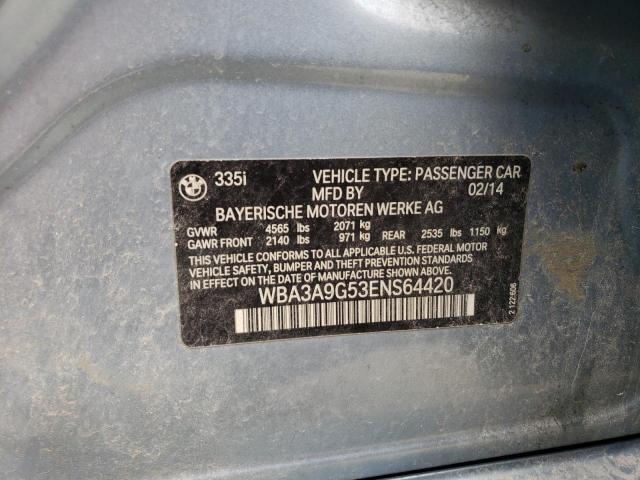 335i VEHICLE TYPE: PASSENGER CAR
MFD BY 02/14
BAYERISCHE MOTOREN WERKE AG
GVWR 4565 lbs 2071 kg
GAWR FRONT 2140 lbs 971 kg REAR 2535 lbs 1150 kg
THIS VEHICLE CONFORMS TO ALL APPLICABLE U.S. FEDERAL MOTOR
VEHICLE SAFETY, BUMPER AND THEFT PREVENTION STANDARDS
IN EFFECT ON THE DATE OF MANUFACTURE SHOWN ABOVE.
WBA3A9G53ENS64420
2 122606